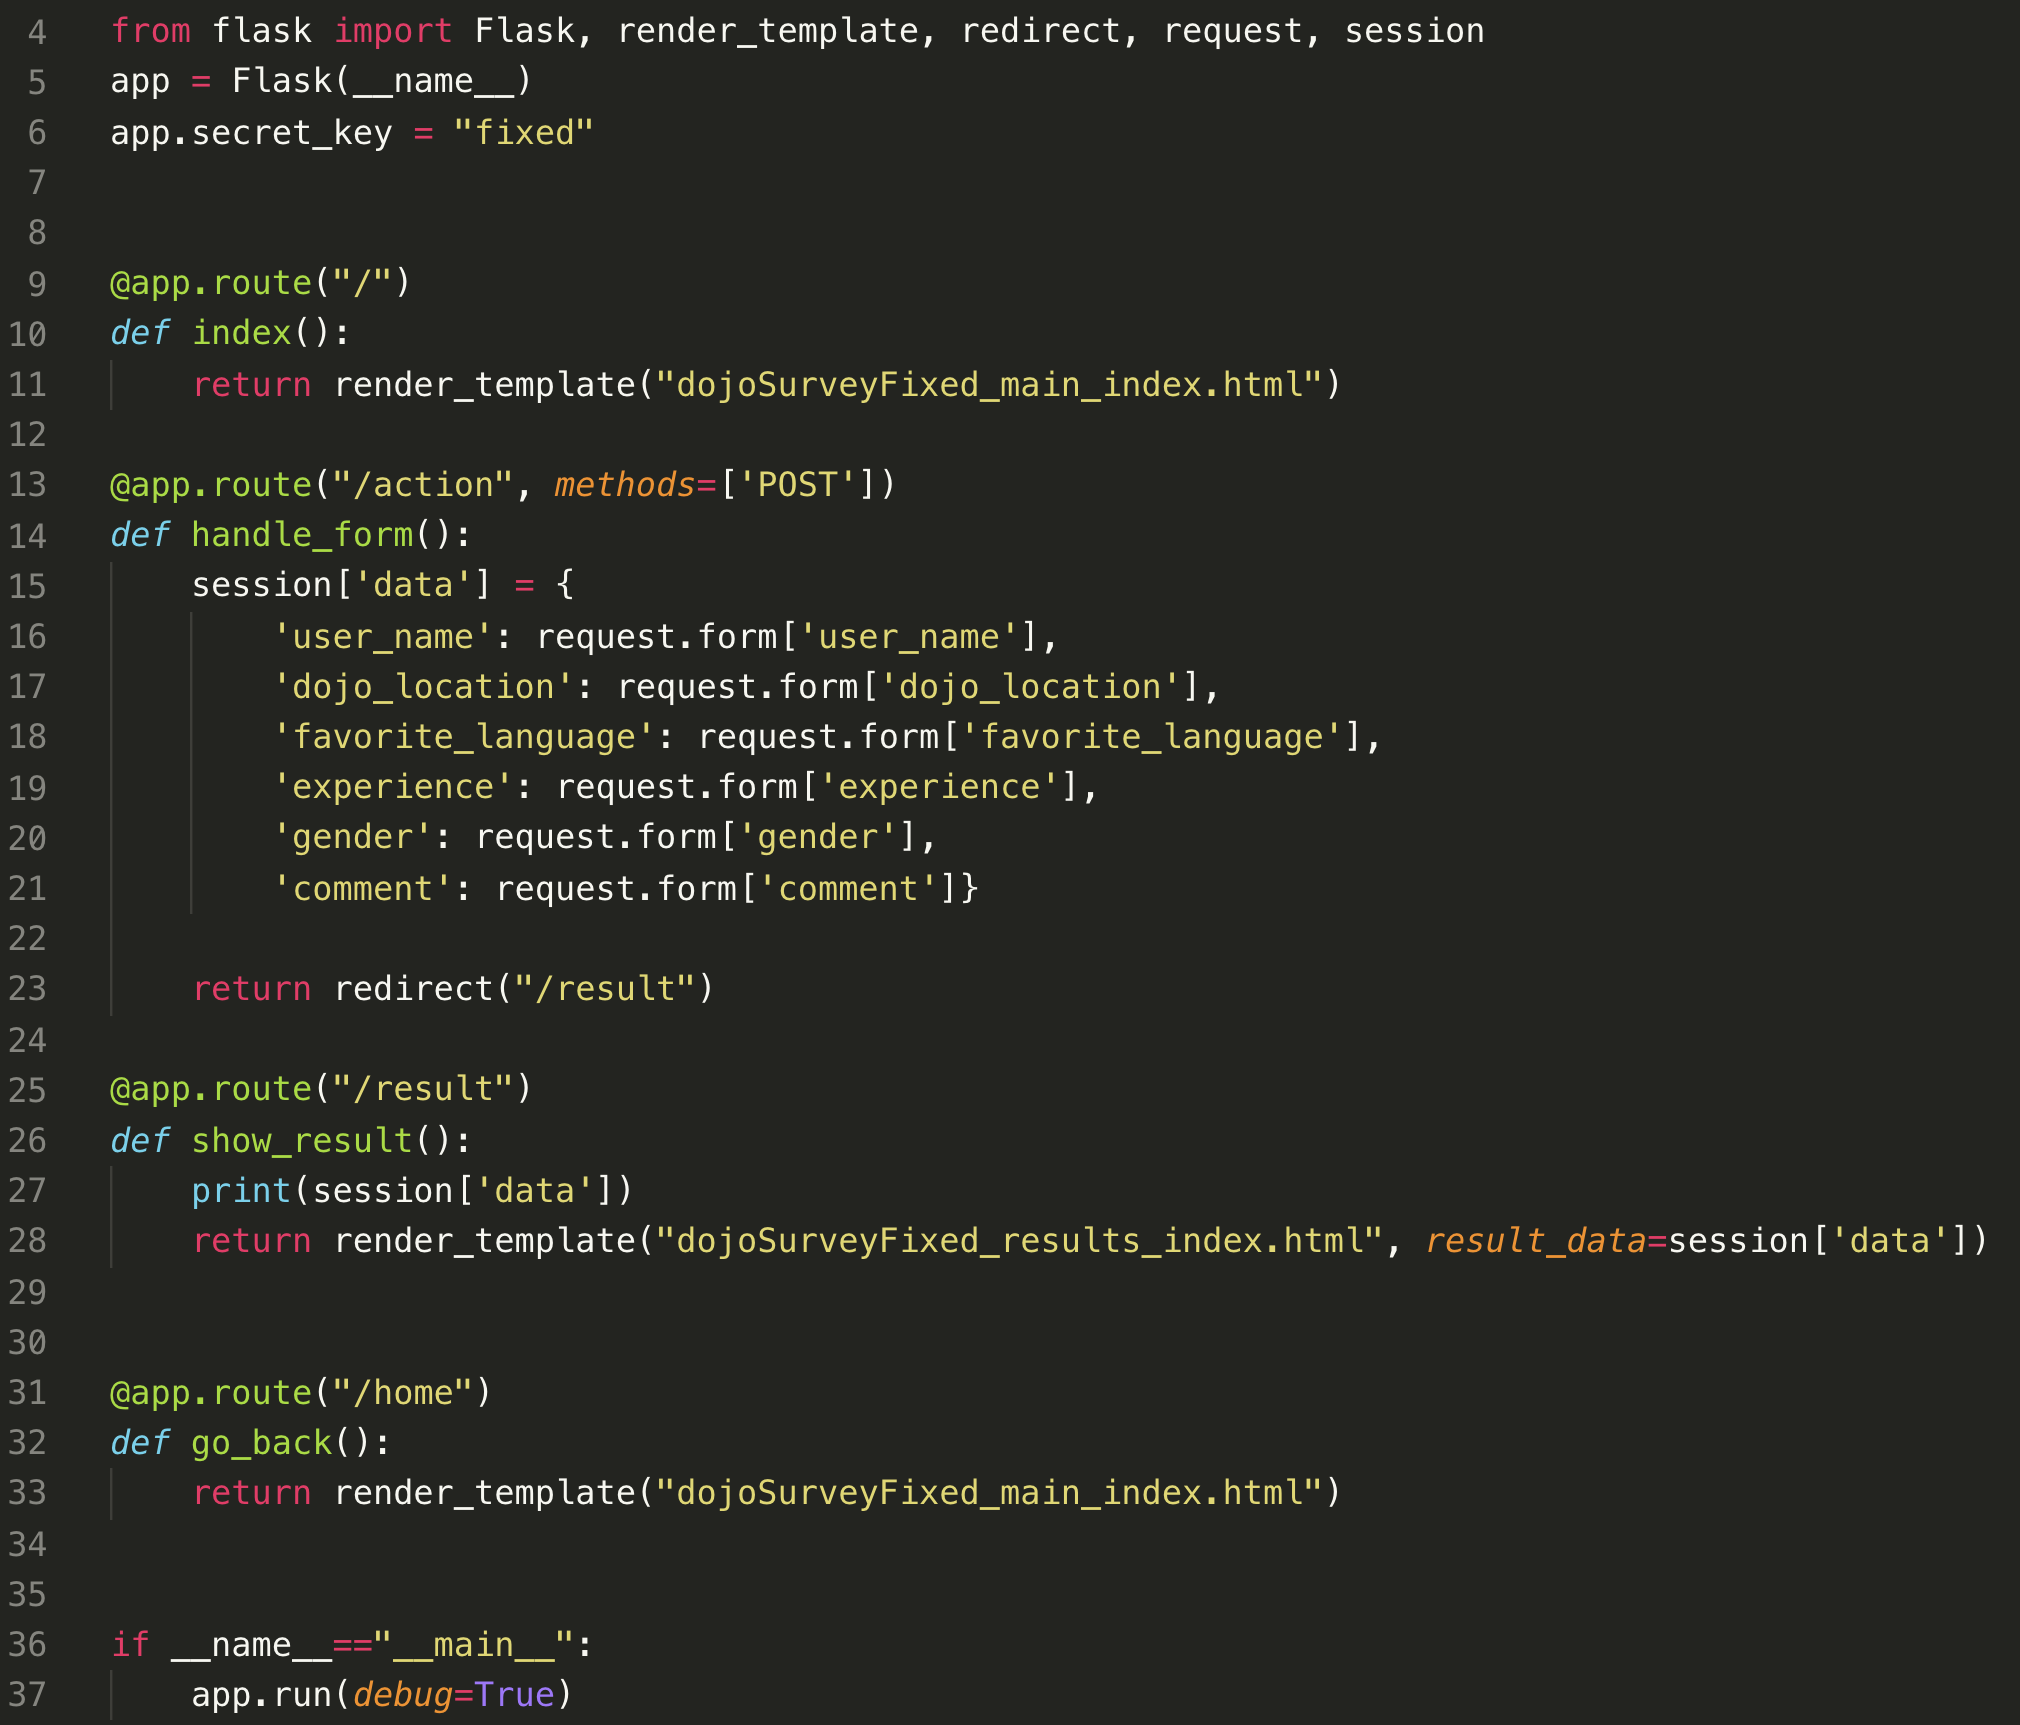 4 from flask import Flask, render_template, redirect, request, session
5 app = Flask(__name__)
6 app.secret_key = "fixed"
7
8
9 @app.route("/")
10 def index():
11     return render_template("dojoSurveyFixed_main_index.html")
12
13 @app.route("/action", methods=['POST'])
14 def handle_form():
15     session['data'] = {
16         'user_name': request.form['user_name'],
17         'dojo_location': request.form['dojo_location'],
18         'favorite_language': request.form['favorite_language'],
19         'experience': request.form['experience'],
20         'gender': request.form['gender'],
21         'comment': request.form['comment']}
22
23     return redirect("/result")
24
25 @app.route("/result")
26 def show_result():
27     print(session['data'])
28     return render_template("dojoSurveyFixed_results_index.html", result_data=session['data'])
29
30
31 @app.route("/home")
32 def go_back():
33     return render_template("dojoSurveyFixed_main_index.html")
34
35
36 if __name__=="__main__":
37     app.run(debug=True)